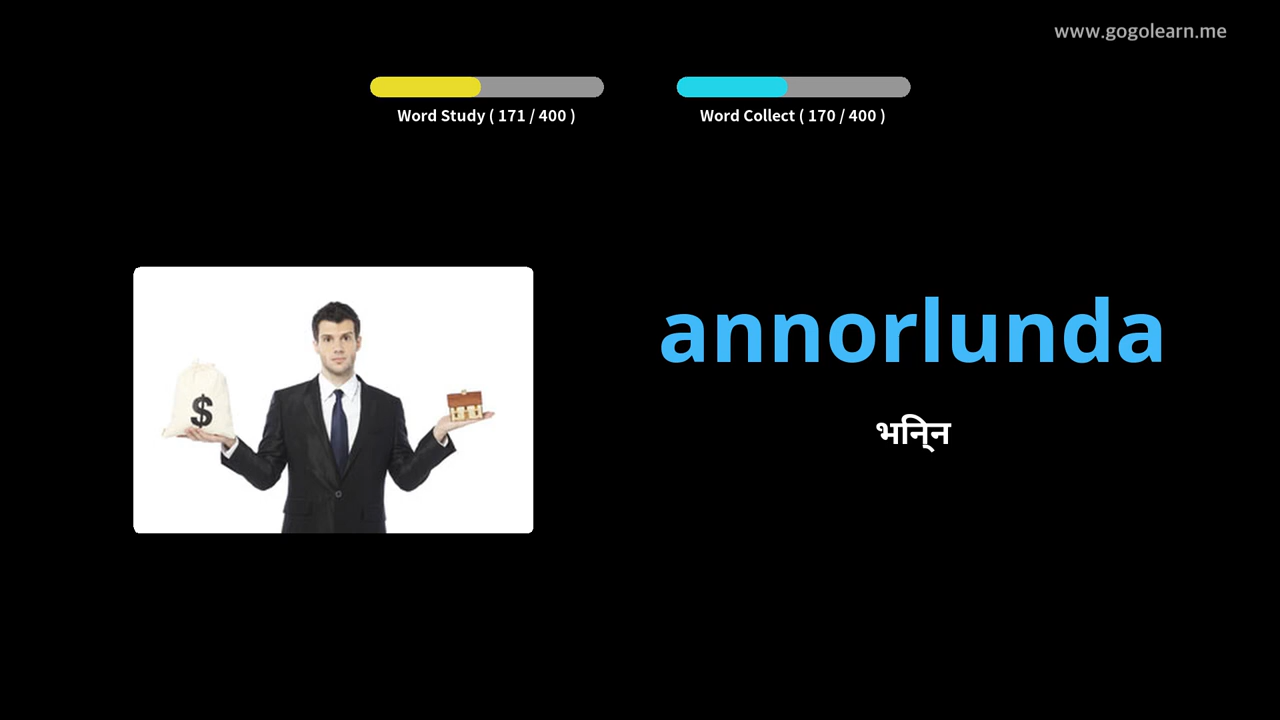 www.gogolearn.me
Word Study ( 171 / 400 )
Word Collect ( 170 / 400 )
$
annorlunda
भिन्न